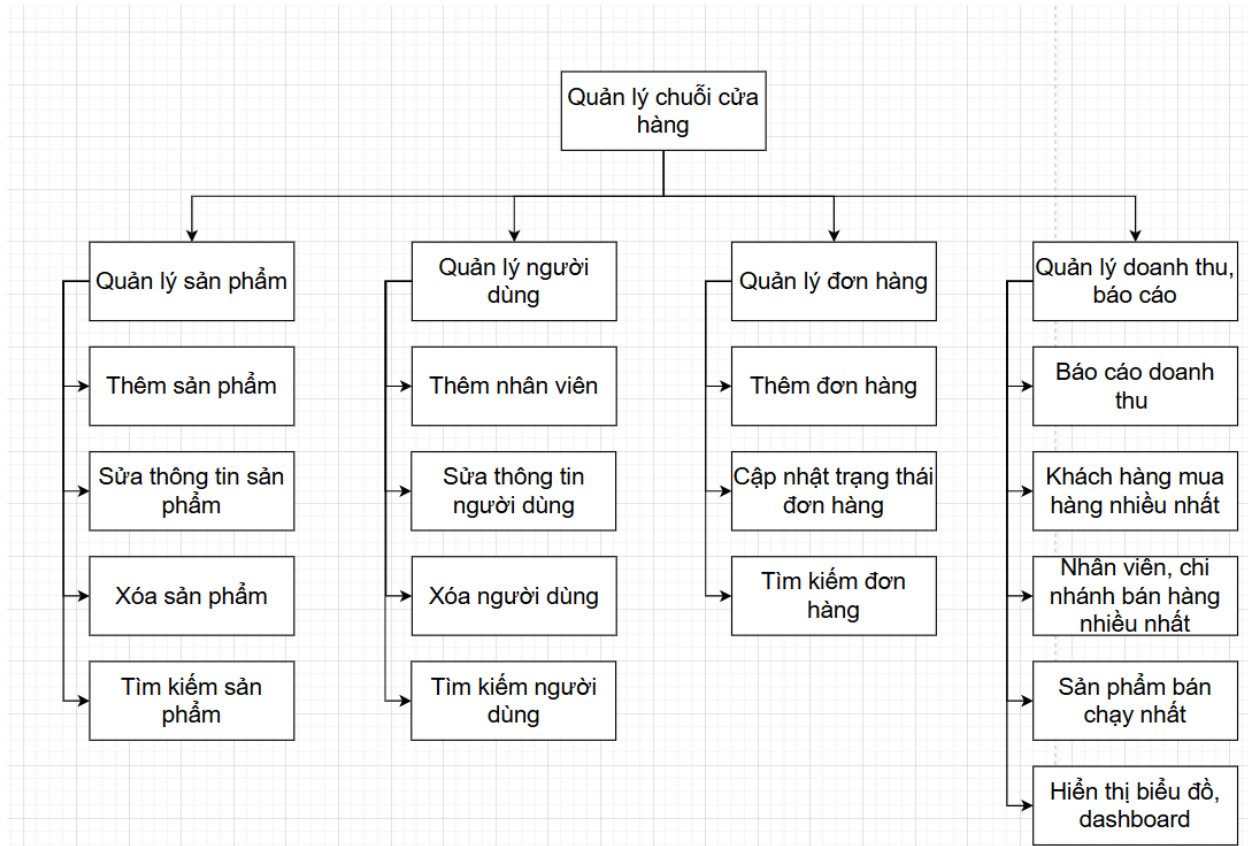 Quản lý chuỗi cửa
hàng
Quản lý sản phẩm
Thêm sản phẩm
Sửa thông tin sản
phẩm
Xóa sản phẩm
Tìm kiếm sản
phẩm
Quản lý người
dùng
Thêm nhân viên
Sửa thông tin
người dùng
Xóa người dùng
Tìm kiếm người
dùng
Quản lý đơn hàng
Thêm đơn hàng
Cập nhật trạng thái
đơn hàng
Tìm kiếm đơn
hàng
Quản lý doanh thu,
báo cáo
Báo cáo doanh
thu
Khách hàng mua
hàng nhiều nhất
Nhân viên, chi
nhánh bán hàng
nhiều nhất
Sản phẩm bán
chạy nhất
Hiển thị biểu đồ,
dashboard